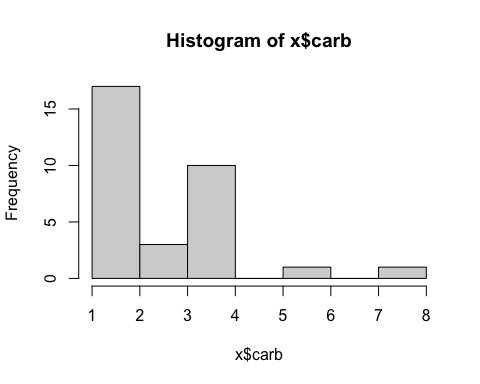 Histogram of x$carb
Frequency
15
10
5
0
1 2 3 4 5 6 7 8
x$carb